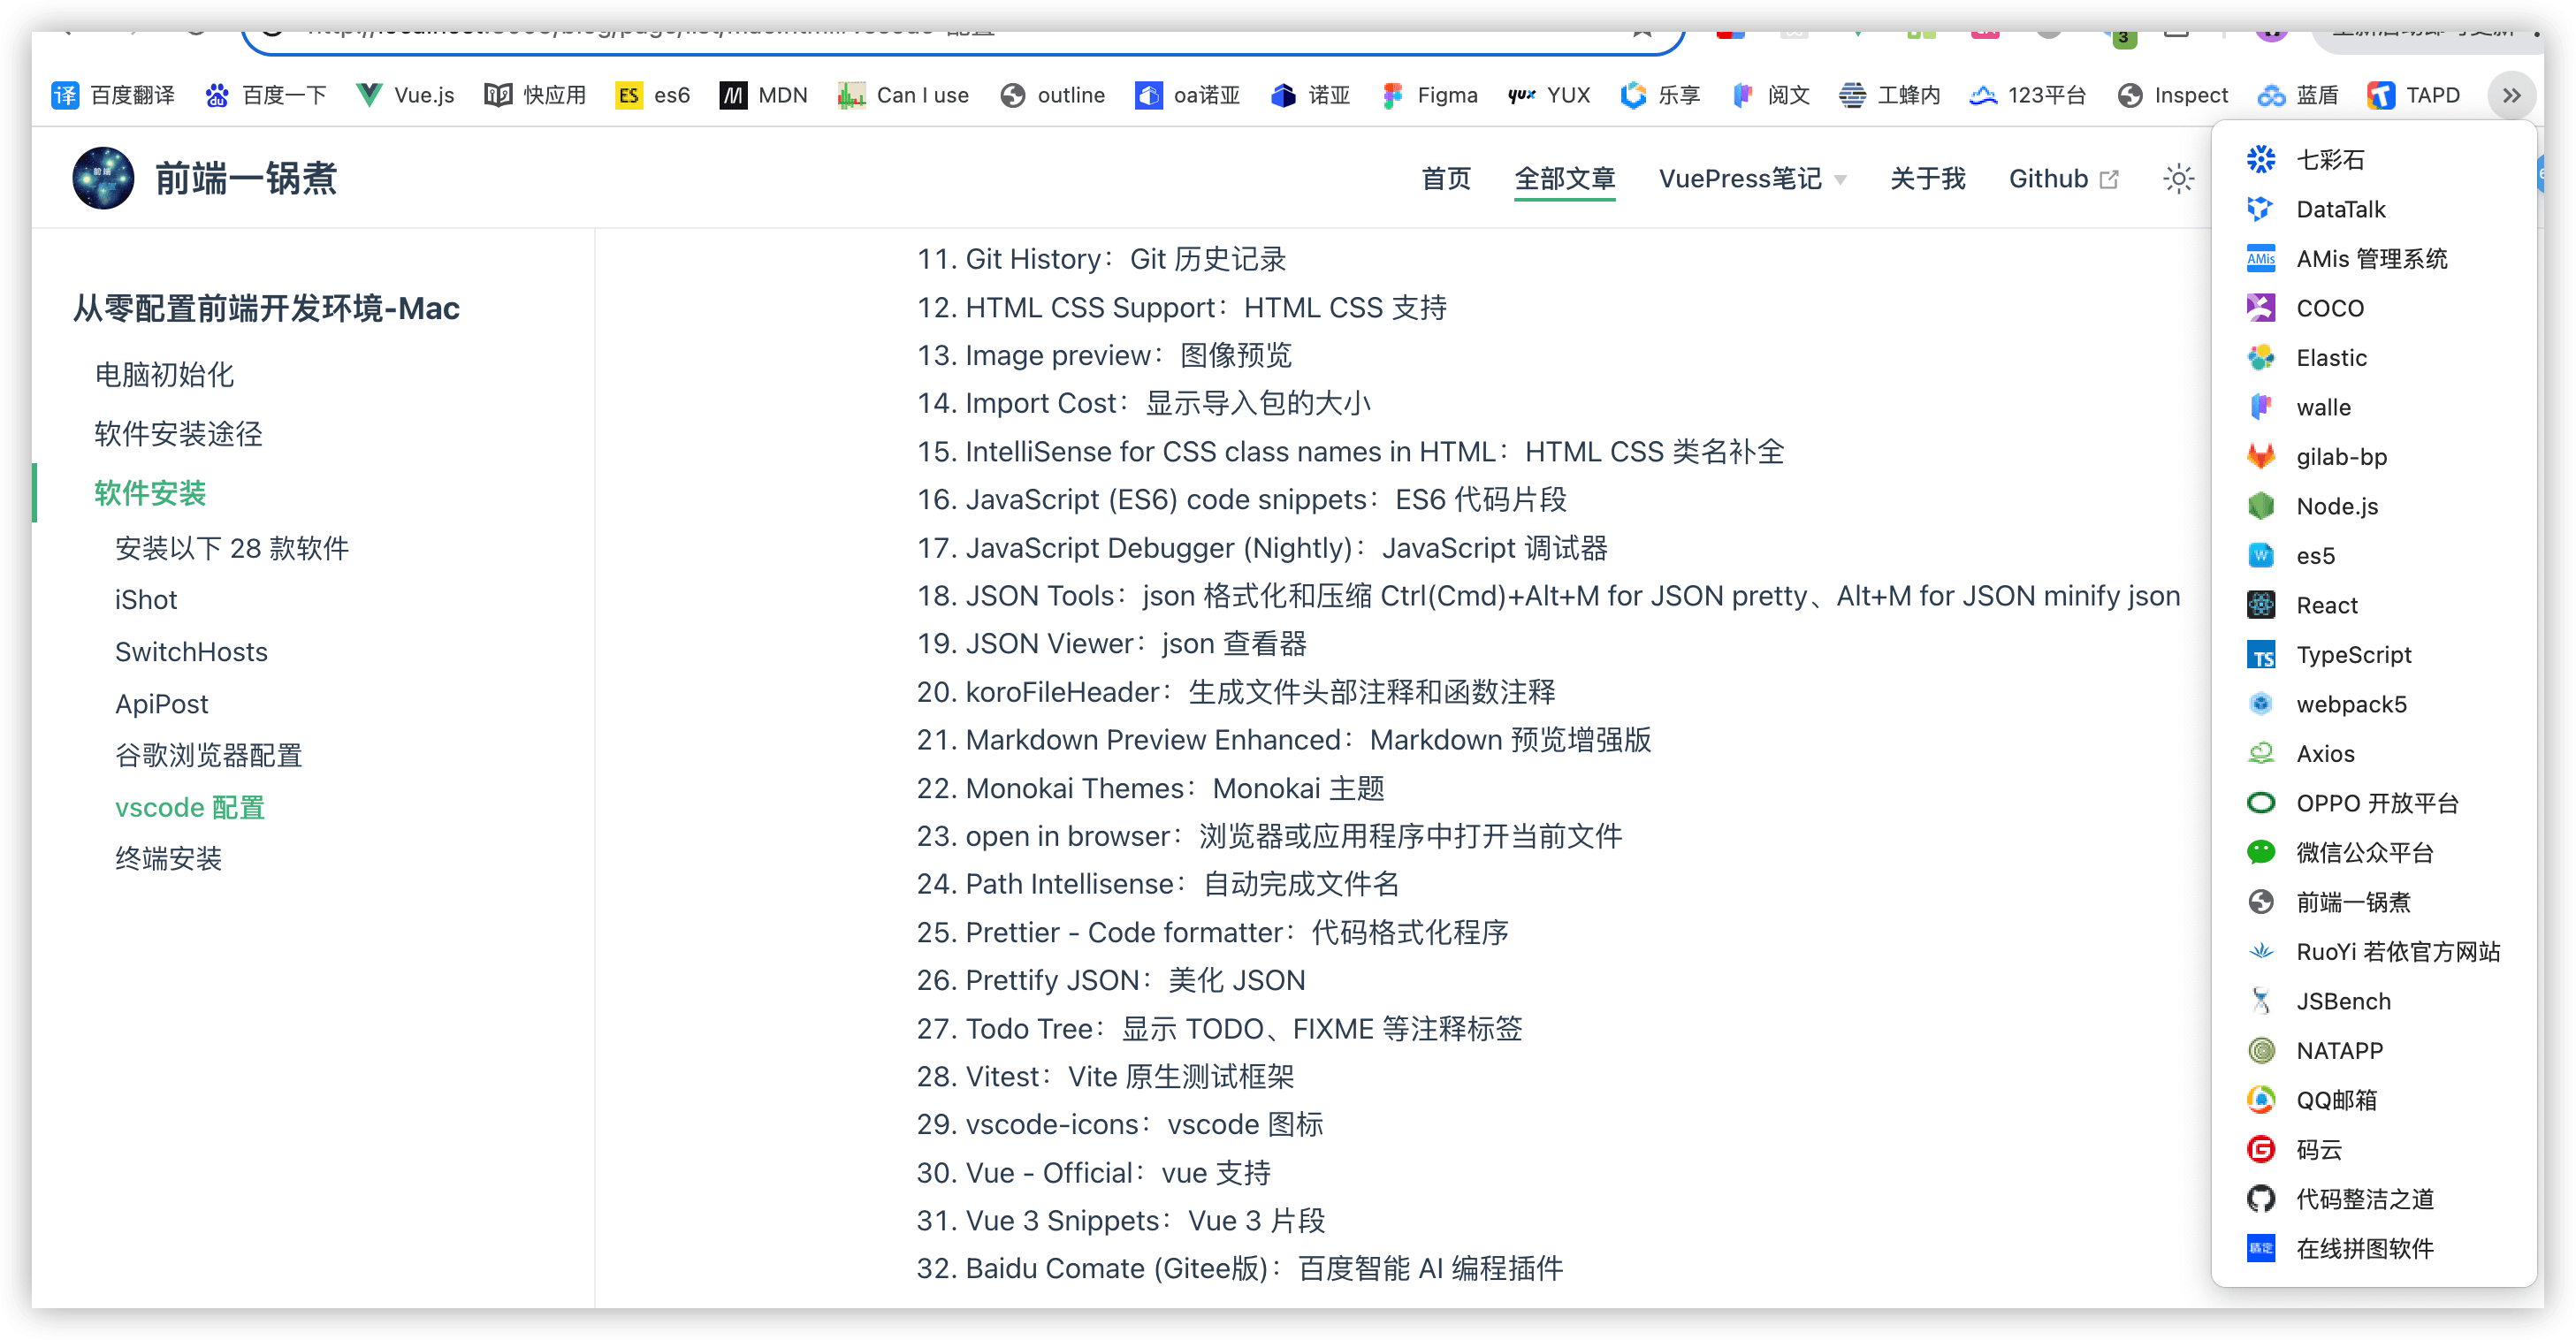 3
百度翻译 百度一下 Vue.js 快应用 ES es6 MDN Can I use outline oa诺亚 诺亚 Figma YUX YUX 乐享 阅文 工蜂内 123平台 Inspect 蓝盾 TAPD
前端一锅煮
首页 全部文章 VuePress笔记 关于我 Github
从零配置前端开发环境-Mac
电脑初始化
软件安装途径
软件安装
安装以下 28 款软件
iShot
SwitchHosts
ApiPost
谷歌浏览器配置
vscode 配置
终端安装
11. Git History：Git 历史记录
12. HTML CSS Support：HTML CSS 支持
13. Image preview：图像预览
14. Import Cost：显示导入包的大小
15. IntelliSense for CSS class names in HTML：HTML CSS 类名补全
16. JavaScript (ES6) code snippets：ES6 代码片段
17. JavaScript Debugger (Nightly)：JavaScript 调试器
18. JSON Tools：json 格式化和压缩 Ctrl(Cmd)+Alt+M for JSON pretty、Alt+M for JSON minify json
19. JSON Viewer：json 查看器
20. koroFileHeader：生成文件头部注释和函数注释
21. Markdown Preview Enhanced：Markdown 预览增强版
22. Monokai Themes：Monokai 主题
23. open in browser：浏览器或应用程序中打开当前文件
24. Path Intellisense：自动完成文件名
25. Prettier - Code formatter：代码格式化程序
26. Prettify JSON：美化 JSON
27. Todo Tree：显示 TODO、FIXME 等注释标签
28. Vitest：Vite 原生测试框架
29. vscode-icons：vscode 图标
30. Vue - Official：vue 支持
31. Vue 3 Snippets：Vue 3 片段
32. Baidu Comate (Gitee版)：百度智能 AI 编程插件
七彩石
DataTalk
AMis 管理系统
COCO
Elastic
walle
gilab-bp
Node.js
es5
React
TypeScript
webpack5
Axios
OPPO 开放平台
微信公众平台
前端一锅煮
RuoYi 若依官方网站
JSBench
NATAPP
QQ邮箱
码云
代码整洁之道
在线拼图软件